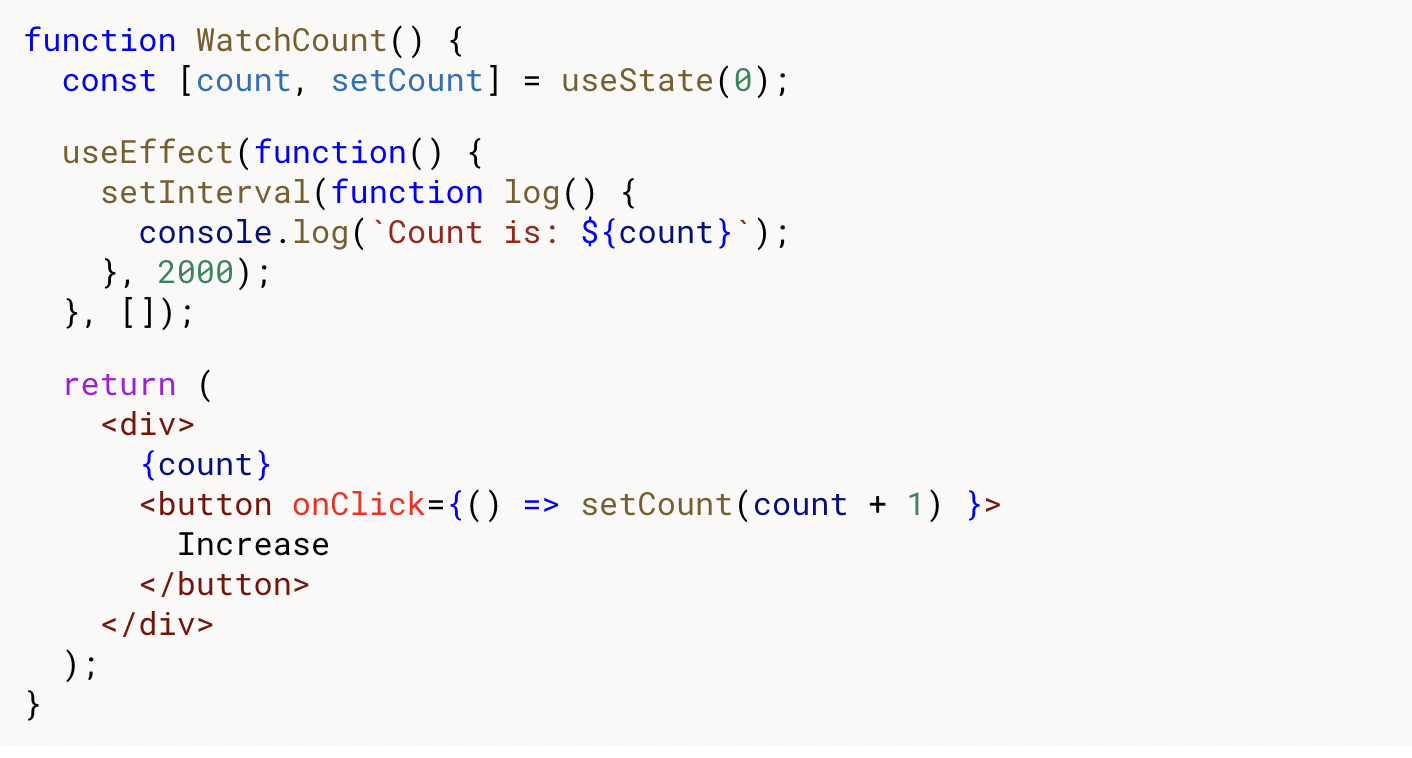 function WatchCount() {
  const [count, setCount] = useState(0);

  useEffect(function() {
    setInterval(function log() {
      console.log(`Count is: ${count}`);
    }, 2000);
  }, []);

  return (
    <div>
      {count}
      <button onClick={() => setCount(count + 1) }>
        Increase
      </button>
    </div>
  );
}